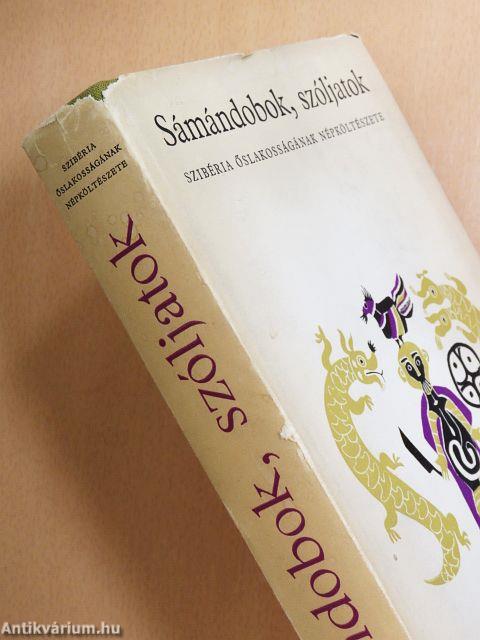 Sámándobok, szóljatok
SZIBÉRIA ŐSLAKOSSÁGÁNAK NÉPKÖLTÉSZETE
SZIBÉRIA
ŐSLAKOSSÁGÁNAK
NÉPKÖLTÉSZETE
ndobok, szóljatok
Antikvárium.hu